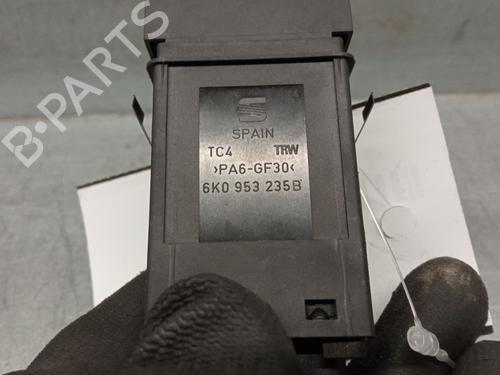 B-PARTS
SPAIN
TC4 TRW
>PA6-GF30<
6K0 953 235B